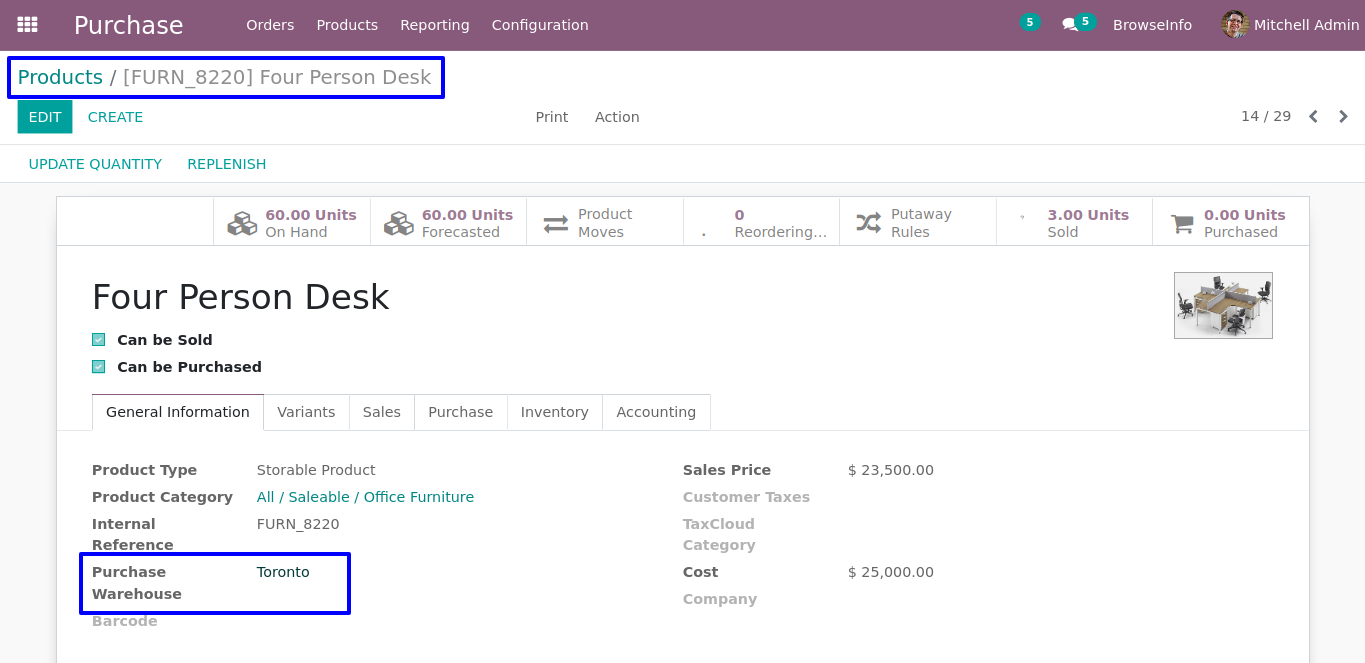 Purchase Orders Products Reporting Configuration 5 5 BrowseInfo Mitchell Admin
Products / [FURN_8220] Four Person Desk
EDIT CREATE Print Action 14 / 29
UPDATE QUANTITY REPLENISH
60.00 Units
On Hand
60.00 Units
Forecasted
Product
Moves
0
Reordering...
Putaway
Rules
3.00 Units
Sold
0.00 Units
Purchased
Four Person Desk
Can be Sold
Can be Purchased
General Information Variants Sales Purchase Inventory Accounting
Product Type Storable Product
Product Category All / Saleable / Office Furniture
Internal FURN_8220
Reference
Purchase Toronto
Warehouse
Barcode
Sales Price $ 23,500.00
Customer Taxes
TaxCloud
Category
Cost $ 25,000.00
Company